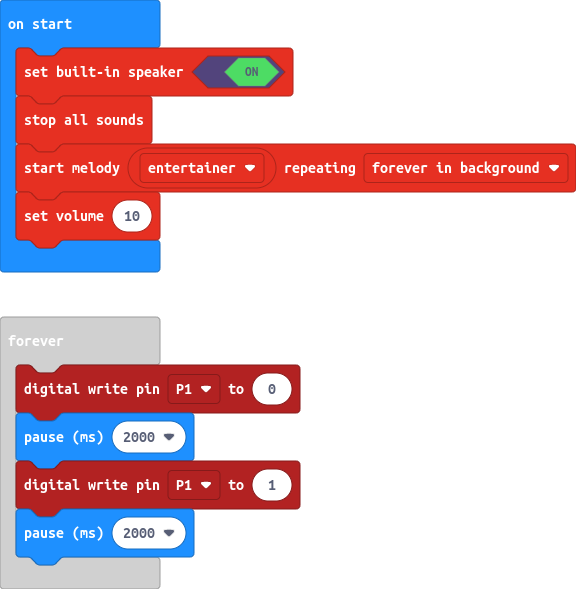 on start
set built-in speaker ON
stop all sounds
start melody entertainer repeating forever in background
set volume 10
forever
digital write pin P1 to 0
pause (ms) 2000
digital write pin P1 to 1
pause (ms) 2000